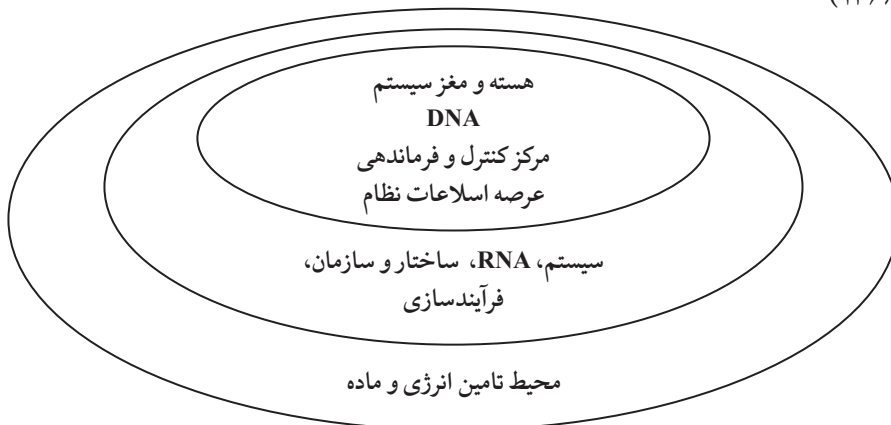 هسته و مغز سیستم
DNA
مرکز کنترل و فرماندهی
عرصه اسلاعات نظام
سیستم، RNA، ساختار و سازمان،
فرآیندسازی
محیط تامین انرژی و ماده